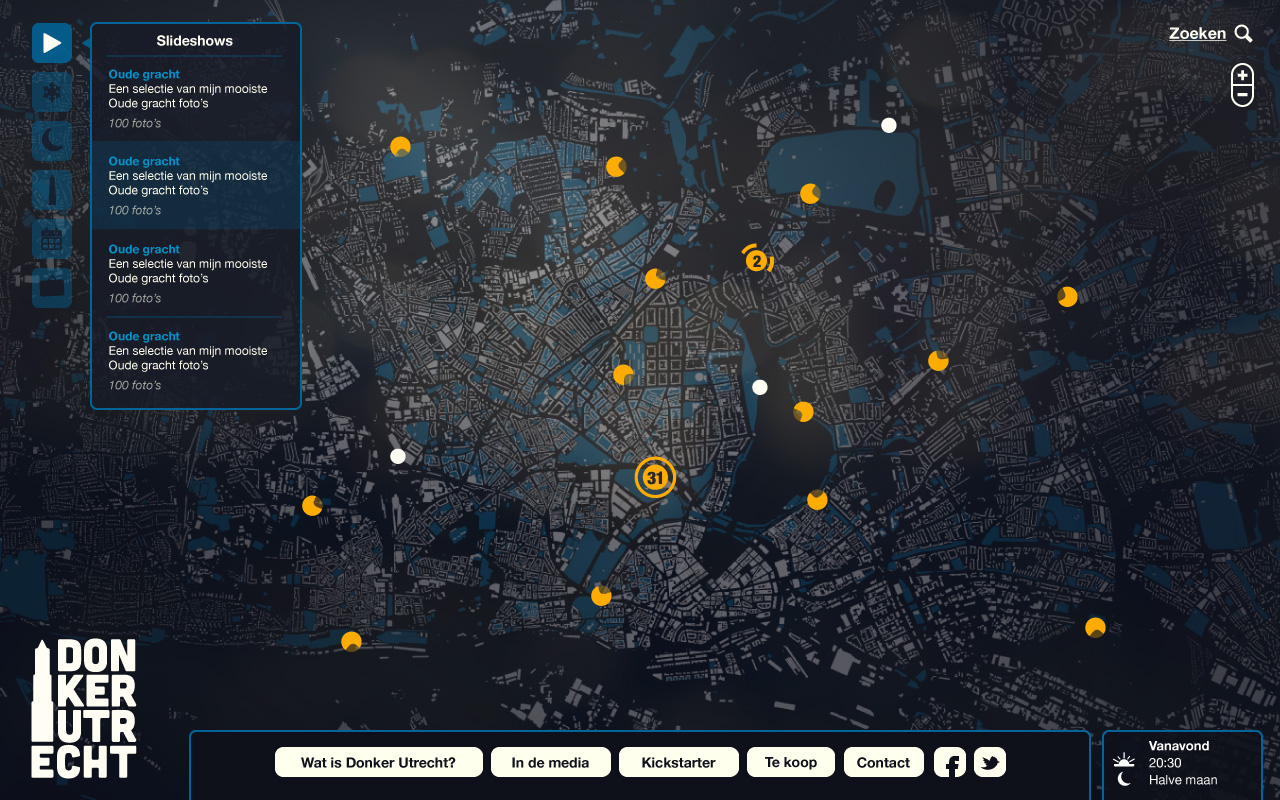 Slideshows
Oude gracht
Een selectie van mijn mooiste
Oude gracht foto's
100 foto's
Oude gracht
Een selectie van mijn mooiste
Oude gracht foto's
100 foto's
Oude gracht
Een selectie van mijn mooiste
Oude gracht foto's
100 foto's
Oude gracht
Een selectie van mijn mooiste
Oude gracht foto's
100 foto's
Zoeken
+
−
2
31
DON
KER
UTR
ECHT
Wat is Donker Utrecht?
In de media
Kickstarter
Te koop
Contact
f
Vanavond
20:30
Halve maan